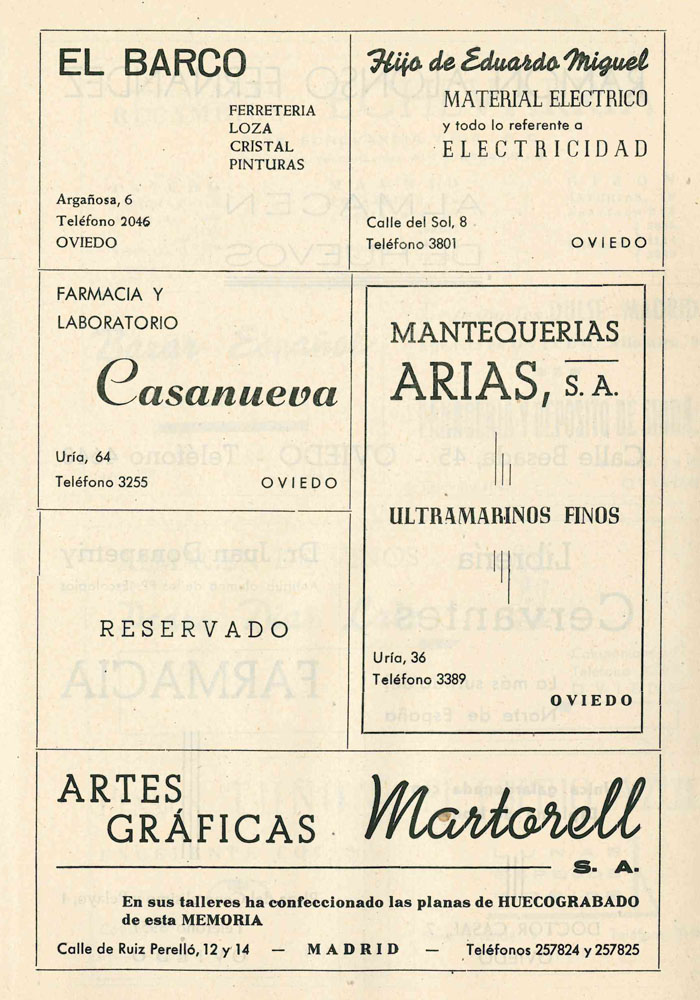 EL BARCO
FERRETERIA
LOZA
CRISTAL
PINTURAS
Argañosa, 6
Teléfono 2046
OVIEDO
Hijo de Eduardo Miguel
MATERIAL ELECTRICO
y todo lo referente a
ELECTRICIDAD
Calle del Sol, 8
Teléfono 3801 OVIEDO
FARMACIA Y
LABORATORIO
Casanueva
Uría, 64
Teléfono 3255 OVIEDO
MANTEQUERIAS
ARIAS, S. A.
ULTRAMARINOS FINOS
Uría, 36
Teléfono 3389
OVIEDO
RESERVADO
ARTES
GRÁFICAS
Martorell
S. A.
En sus talleres ha confeccionado las planas de HUECOGRABADO
de esta MEMORIA
Calle de Ruiz Perelló, 12 y 14 — MADRID — Teléfonos 257824 y 257825